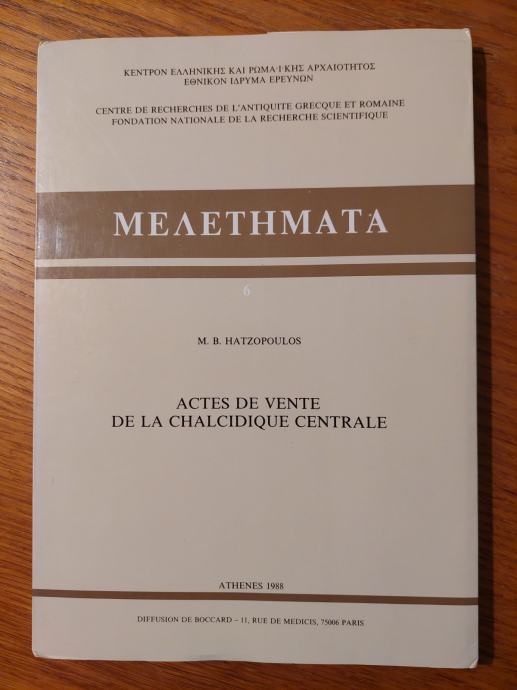 ΚΕΝΤΡΟΝ ΕΛΛΗΝΙΚΗΣ ΚΑΙ ΡΩΜΑ·Ι·ΚΗΣ ΑΡΧΑΙΟΤΗΤΟΣ
ΕΘΝΙΚΟΝ ΙΔΡΥΜΑ ΕΡΕΥΝΩΝ
CENTRE DE RECHERCHES DE L'ANTIQUITE GRECQUE ET ROMAINE
FONDATION NATIONALE DE LA RECHERCHE SCIENTIFIQUE
ΜΕΛΕΤΗΜΑΤΑ
6
M. B. HATZOPOULOS
ACTES DE VENTE
DE LA CHALCIDIQUE CENTRALE
ATHENES 1988
DIFFUSION DE BOCCARD – 11, RUE DE MEDICIS, 75006 PARIS